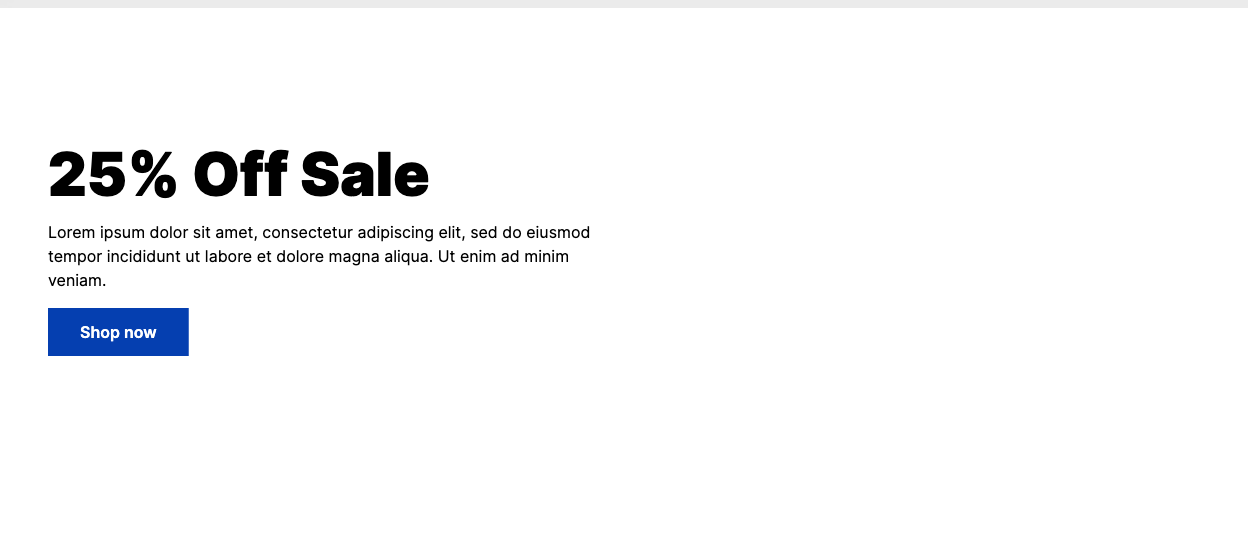 25% Off Sale
Lorem ipsum dolor sit amet, consectetur adipiscing elit, sed do eiusmod
tempor incididunt ut labore et dolore magna aliqua. Ut enim ad minim
veniam.
Shop now